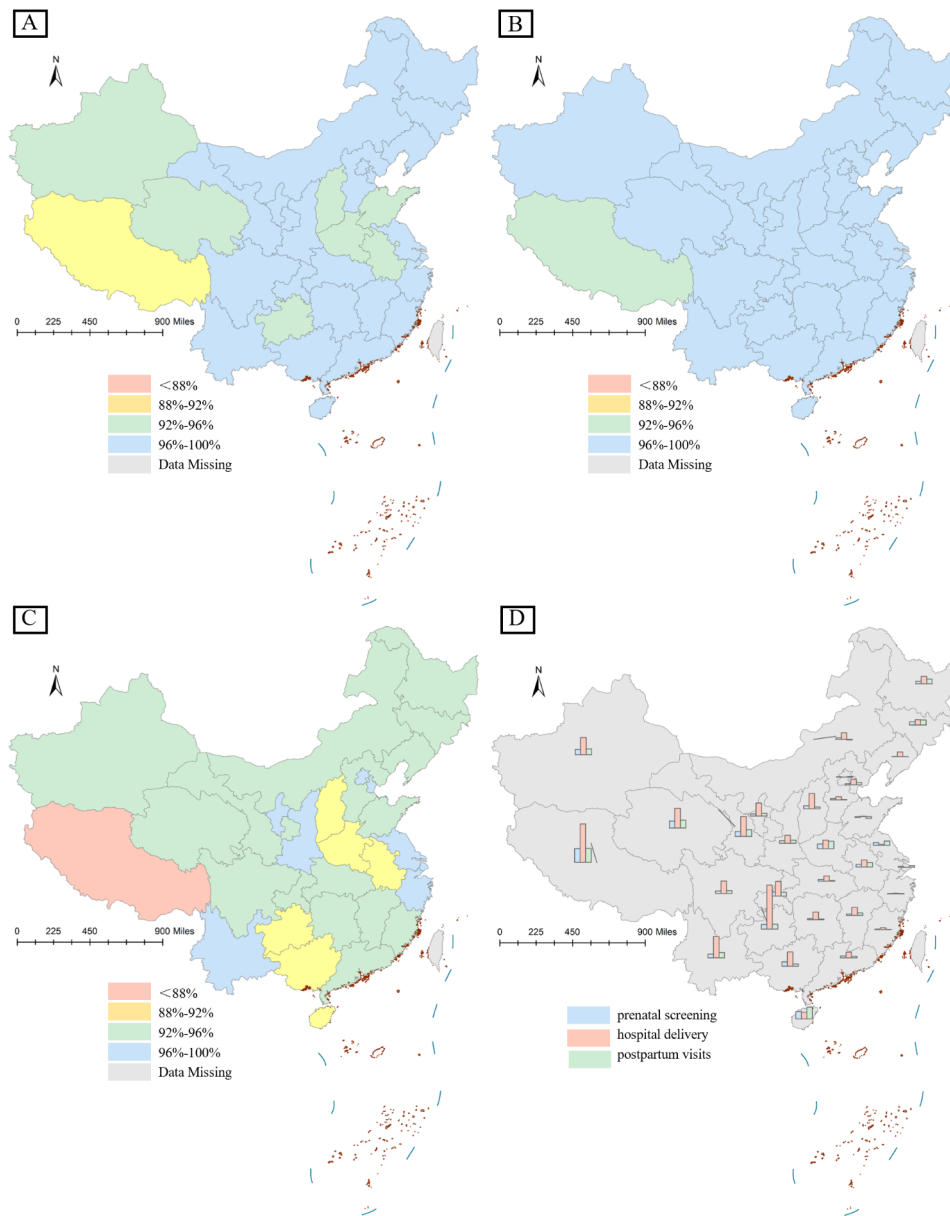 A
B
N
N
0 225 450 900 Miles
0 225 450 900 Miles
<88%
88%-92%
92%-96%
96%-100%
Data Missing
<88%
88%-92%
92%-96%
96%-100%
Data Missing
C
D
N
N
0 225 450 900 Miles
0 225 450 900 Miles
<88%
88%-92%
92%-96%
96%-100%
Data Missing
prenatal screening
hospital delivery
postpartum visits